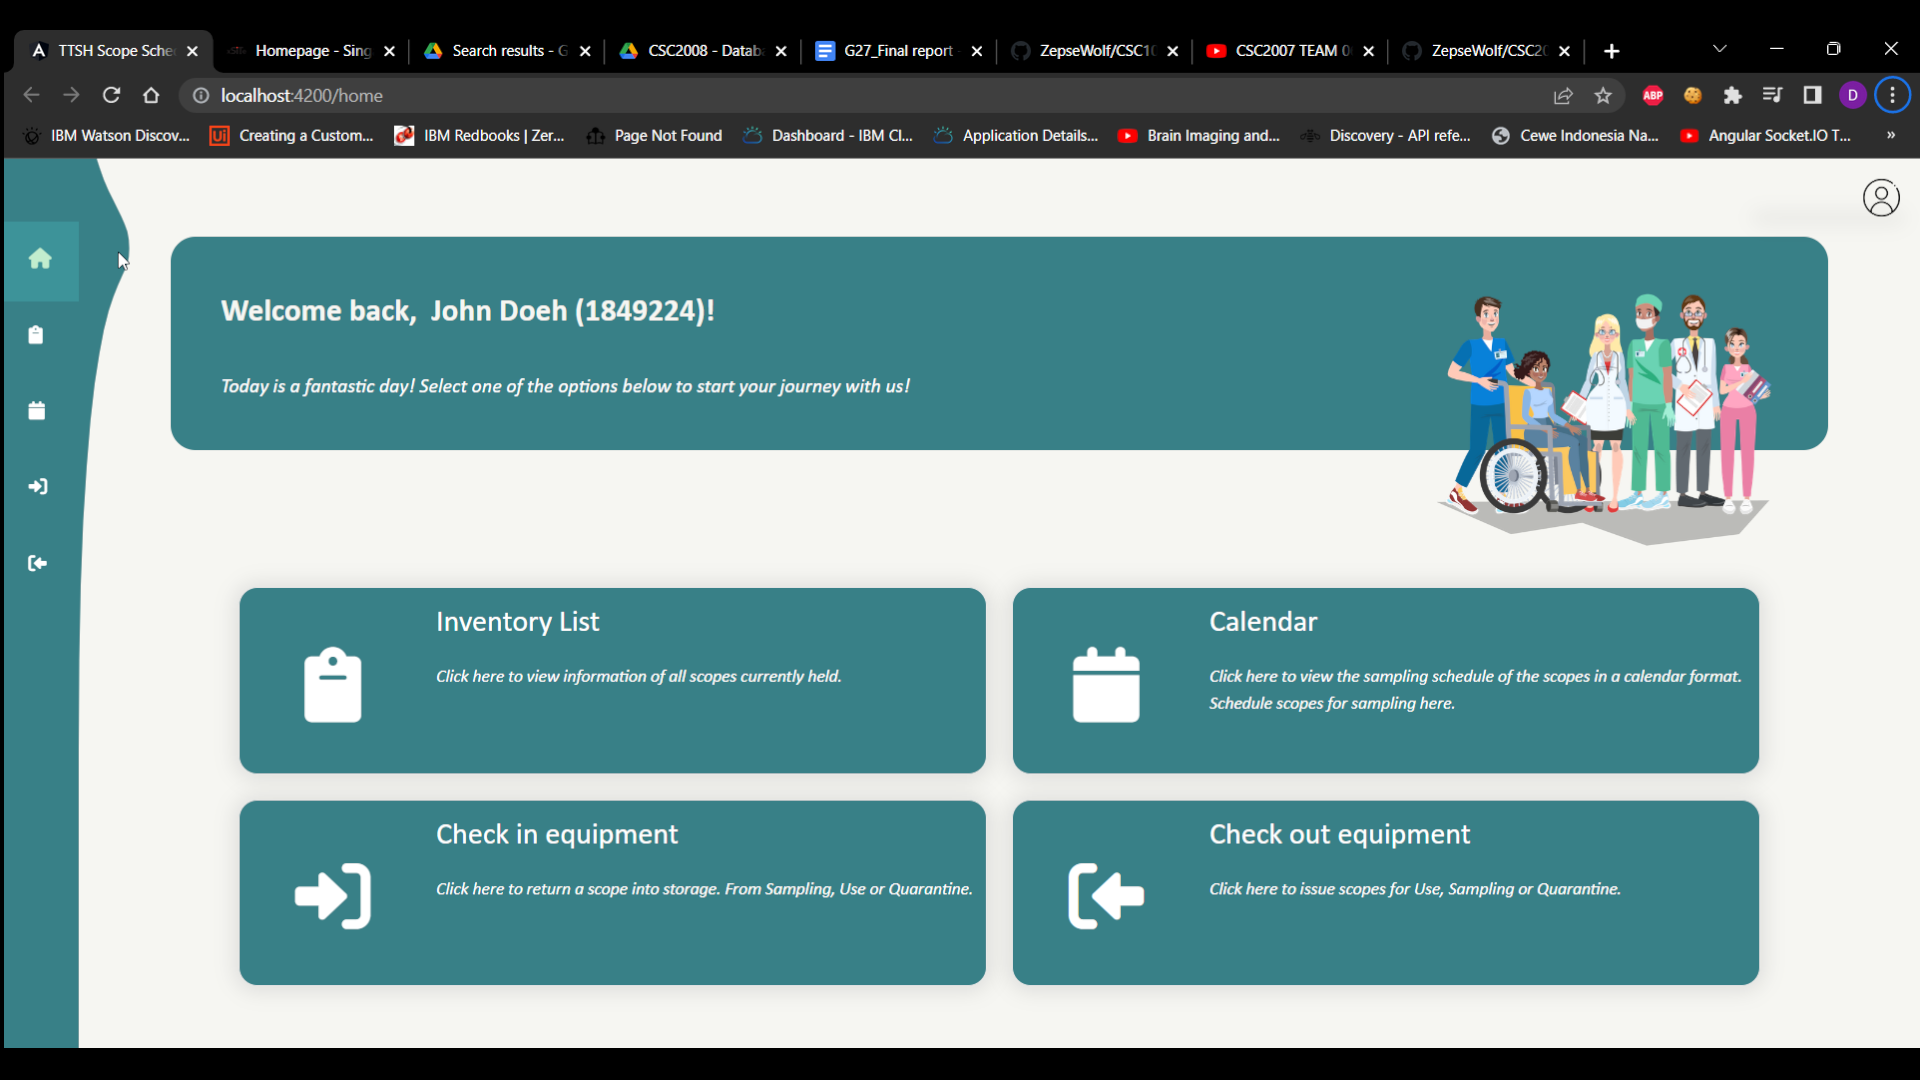 TTSH Scope Sche
Homepage - Sing
Search results - G
CSC2008 - Datab
G27_Final report
ZepseWolf/CSC1
CSC2007 TEAM 0
ZepseWolf/CSC2
localhost:4200/home
ABP
D
IBM Watson Discov...
Ui
Creating a Custom...
IBM Redbooks | Zer...
Page Not Found
Dashboard - IBM Cl...
Application Details...
Brain Imaging and...
Discovery - API refe...
Cewe Indonesia Na...
Angular Socket.IO T...
»
Welcome back, John Doeh (1849224)!
Today is a fantastic day! Select one of the options below to start your journey with us!
Inventory List
Click here to view information of all scopes currently held.
Calendar
Click here to view the sampling schedule of the scopes in a calendar format.
Schedule scopes for sampling here.
Check in equipment
Click here to return a scope into storage. From Sampling, Use or Quarantine.
Check out equipment
Click here to issue scopes for Use, Sampling or Quarantine.